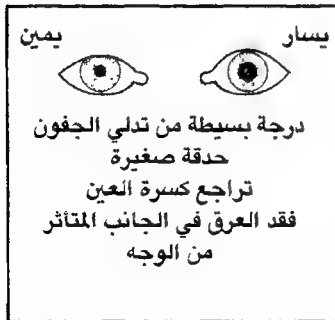 يسار
يمين
درجة بسيطة من تدلي الجفون
حدقة صغيرة
تراجع كسرة العين
فقد العرق في الجانب المتأثر
من الوجه